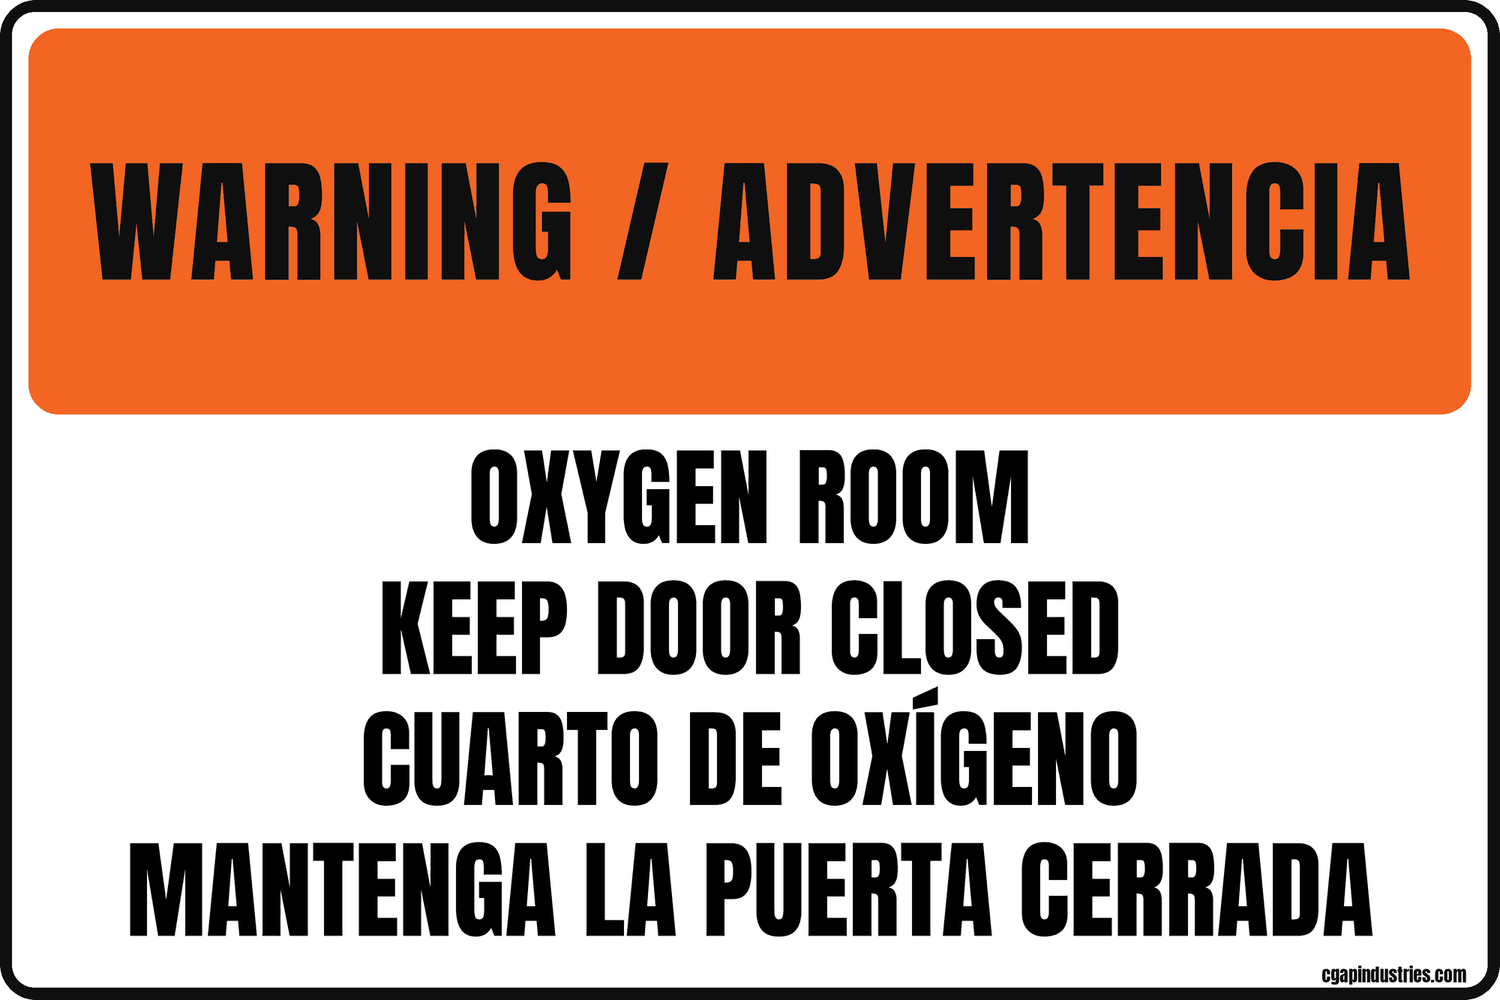 WARNING / ADVERTENCIA
OXYGEN ROOM
KEEP DOOR CLOSED
CUARTO DE OXÍGENO
MANTENGA LA PUERTA CERRADA
cgapindustries.com